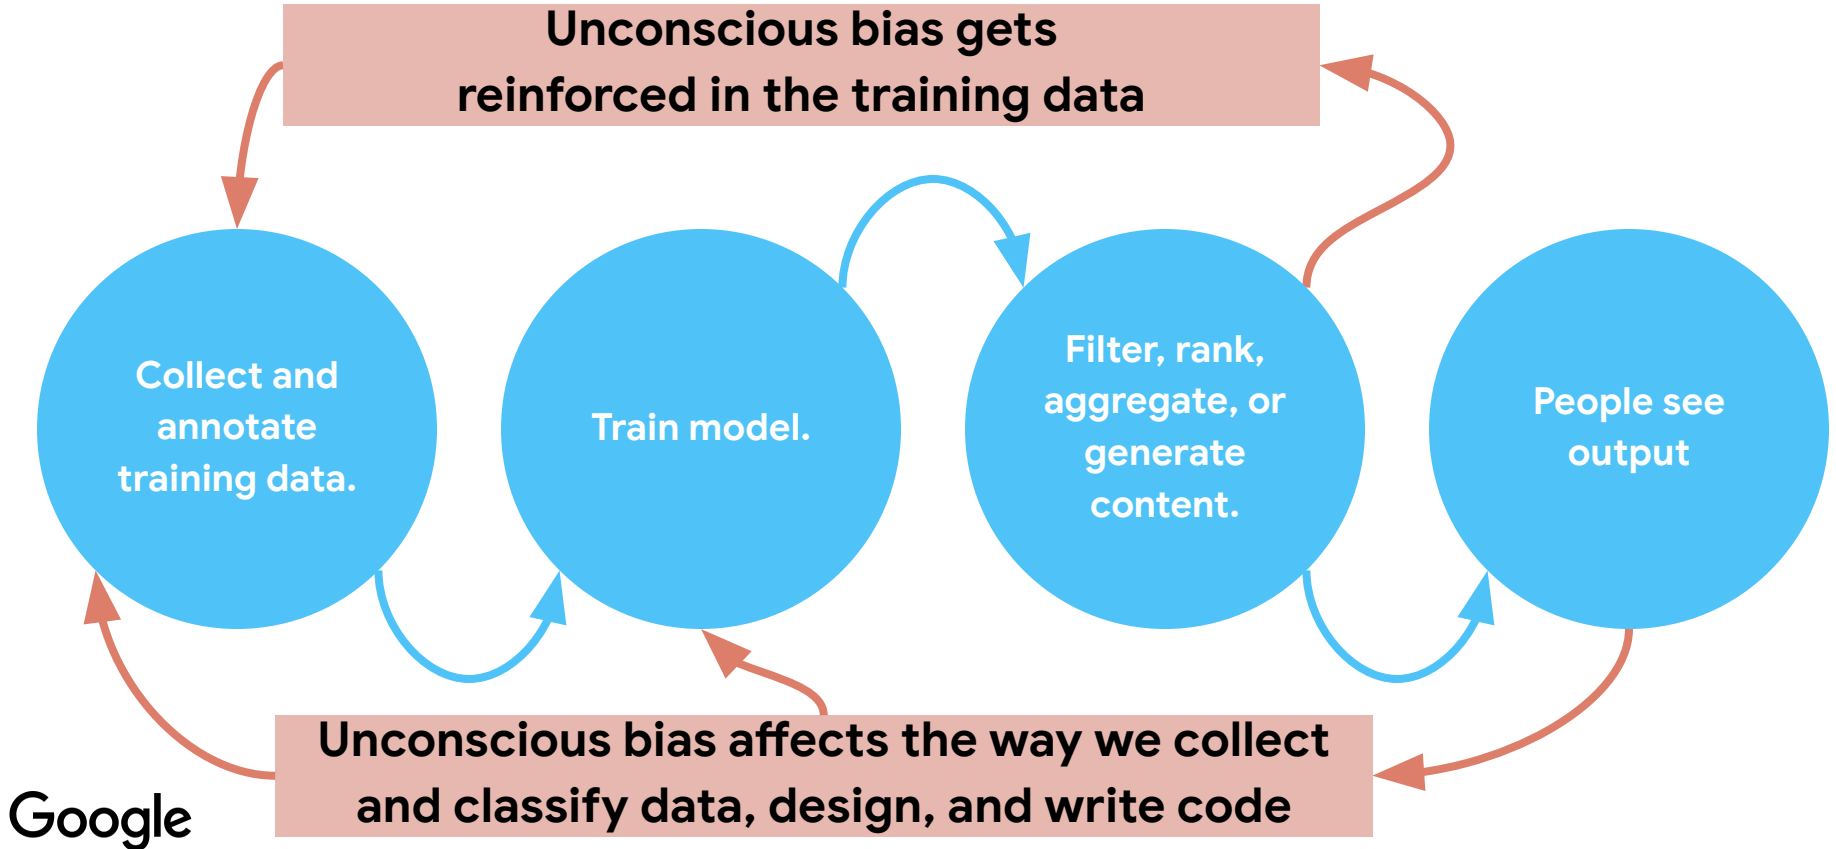 Unconscious bias gets
reinforced in the training data
Collect and
annotate
training data.
Train model.
Filter, rank,
aggregate, or
generate
content.
People see
output
Unconscious bias affects the way we collect
and classify data, design, and write code
Google